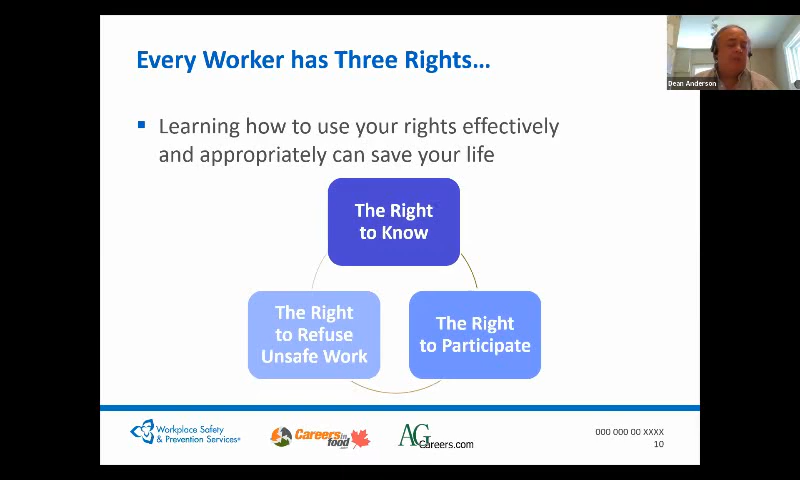 Every Worker has Three Rights...
Dean Anderson
▪ Learning how to use your rights effectively
and appropriately can save your life
The Right
to Know
The Right
to Refuse
Unsafe Work
The Right
to Participate
Workplace Safety
& Prevention Services
Careers in
food
AG
Careers.com
000 000 00 XXXX
10